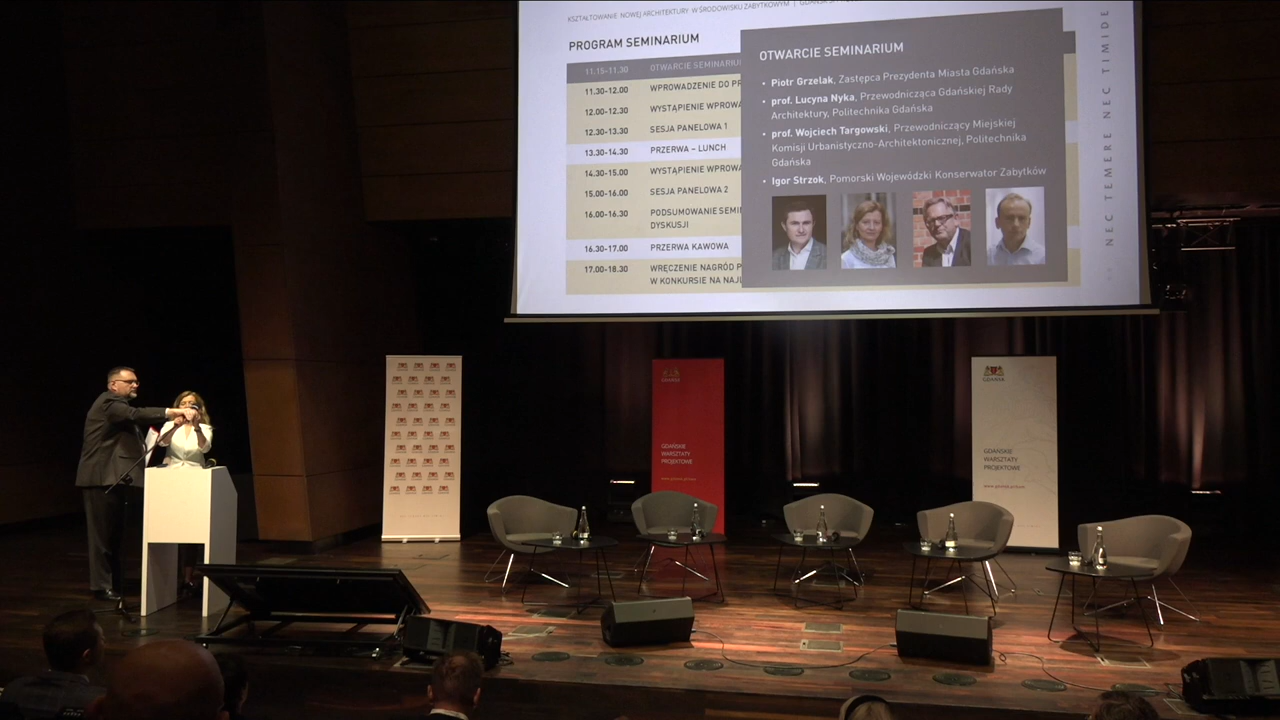 KSZTAŁTOWANIE NOWEJ ARCHITEKTURY W ŚRODOWISKU ZABYTKOWYM |
PROGRAM SEMINARIUM
11.15-11.30 OTWARCIE SEMINARIU
11.30-12.00 WPROWADZENIE DO PR
12.00-12.30 WYSTĄPIENIE WPROWA
12.30-13.30 SESJA PANELOWA 1
13.30-14.30 PRZERWA – LUNCH
14.30-15.00 WYSTĄPIENIE WPROWA
15.00-16.00 SESJA PANELOWA 2
16.00-16.30 PODSUMOWANIE SEMI
DYSKUSJI
16.30-17.00 PRZERWA KAWOWA
17.00-18.30 WRĘCZENIE NAGRÓD P
W KONKURSIE NA NAJL
OTWARCIE SEMINARIUM
• Piotr Grzelak, Zastępca Prezydenta Miasta Gdańska
• prof. Lucyna Nyka, Przewodnicząca Gdańskiej Rady
Architektury, Politechnika Gdańska
• prof. Wojciech Targowski, Przewodniczący Miejskiej
Komisji Urbanistyczno-Architektonicznej, Politechnika
Gdańska
• Igor Strzok, Pomorski Wojewódzki Konserwator Zabytków
NEC TEMERE NEC TIMIDE
GDAŃSK
GDAŃSKIE
WARSZTATY
PROJEKTOWE
GDAŃSK
GDAŃSKIE
WARSZTATY
PROJEKTOWE